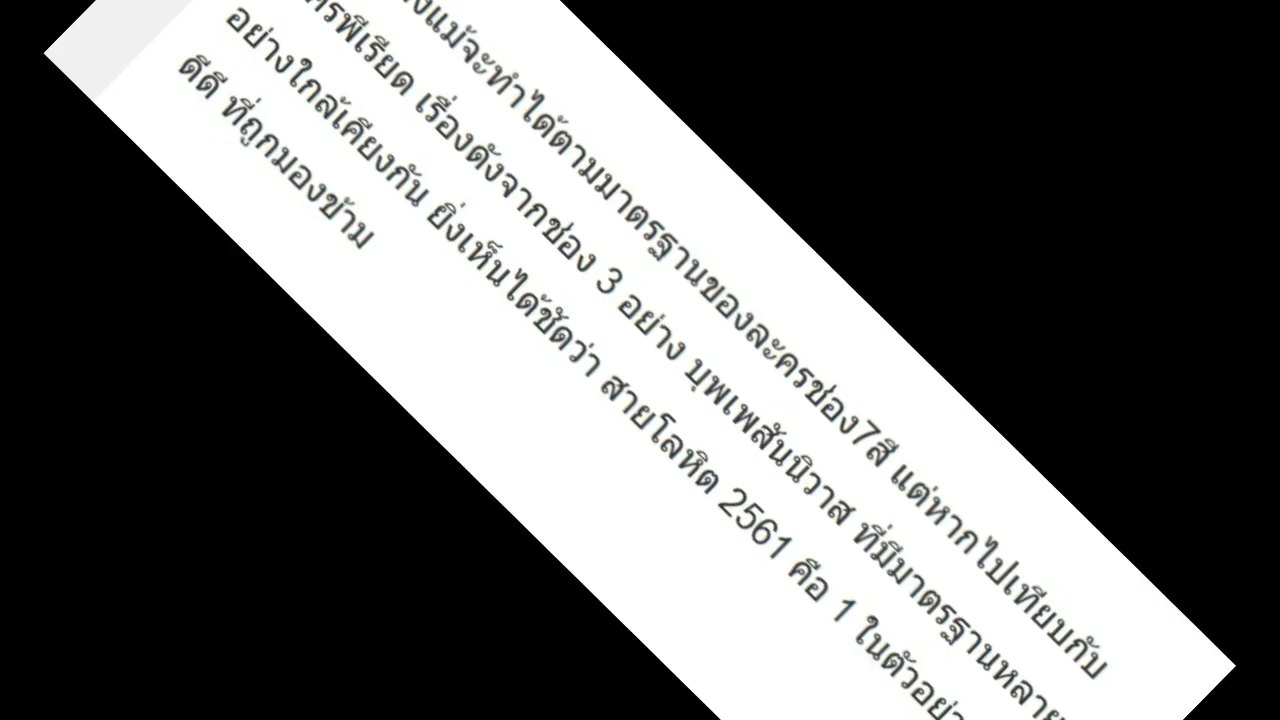 แม้จะทำได้ตามมาตรฐานของละครช่อง7สี แต่หากไปเทียบกับ
พีเรียด เรื่องดังจากช่อง 3 อย่าง บุพเพสันนิวาส ที่มีมาตรฐานหลาย
อย่างใกล้เคียงกัน ยิ่งเห็นได้ชัดว่า สายโลหิต 2561 คือ 1 ในตัวอย่า
ดีดี ที่ถูกมองข้าม